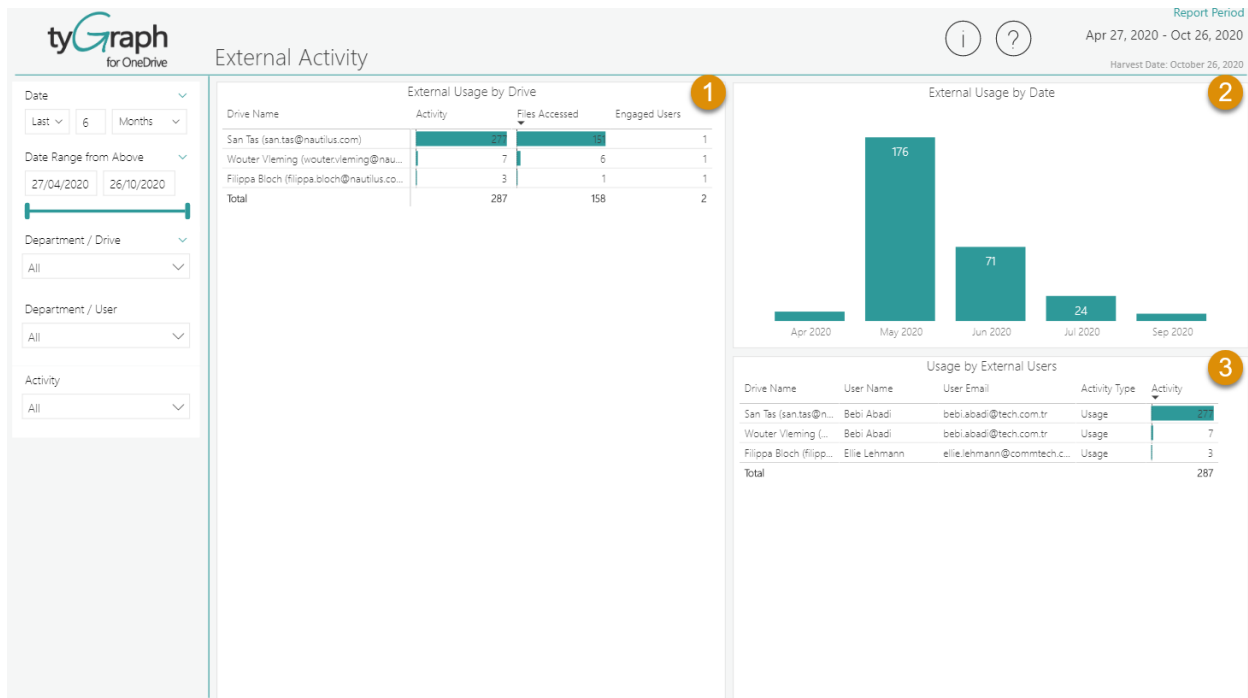 tyGraph
for OneDrive
External Activity
i
?
Report Period
Apr 27, 2020 - Oct 26, 2020
Harvest Date: October 26, 2020
Date
Last 6 Months
Date Range from Above
27/04/2020 26/10/2020
Department / Drive
All
Department / User
All
Activity
All
External Usage by Drive
1
Drive Name Activity Files Accessed Engaged Users
San Tas (san.tas@nautilus.com) 277 151 1
Wouter Vleming (wouter.vleming@nau... 7 6 1
Filippa Bloch (filippa.bloch@nautilus.co... 3 1 1
Total 287 158 2
External Usage by Date
2
176
71
24
Apr 2020 May 2020 Jun 2020 Jul 2020 Sep 2020
Usage by External Users
3
Drive Name User Name User Email Activity Type Activity
San Tas (san.tas@n... Bebi Abadi bebi.abadi@tech.com.tr Usage 277
Wouter Vleming (... Bebi Abadi bebi.abadi@tech.com.tr Usage 7
Filippa Bloch (filipp... Ellie Lehmann ellie.lehmann@commtech.c... Usage 3
Total 287